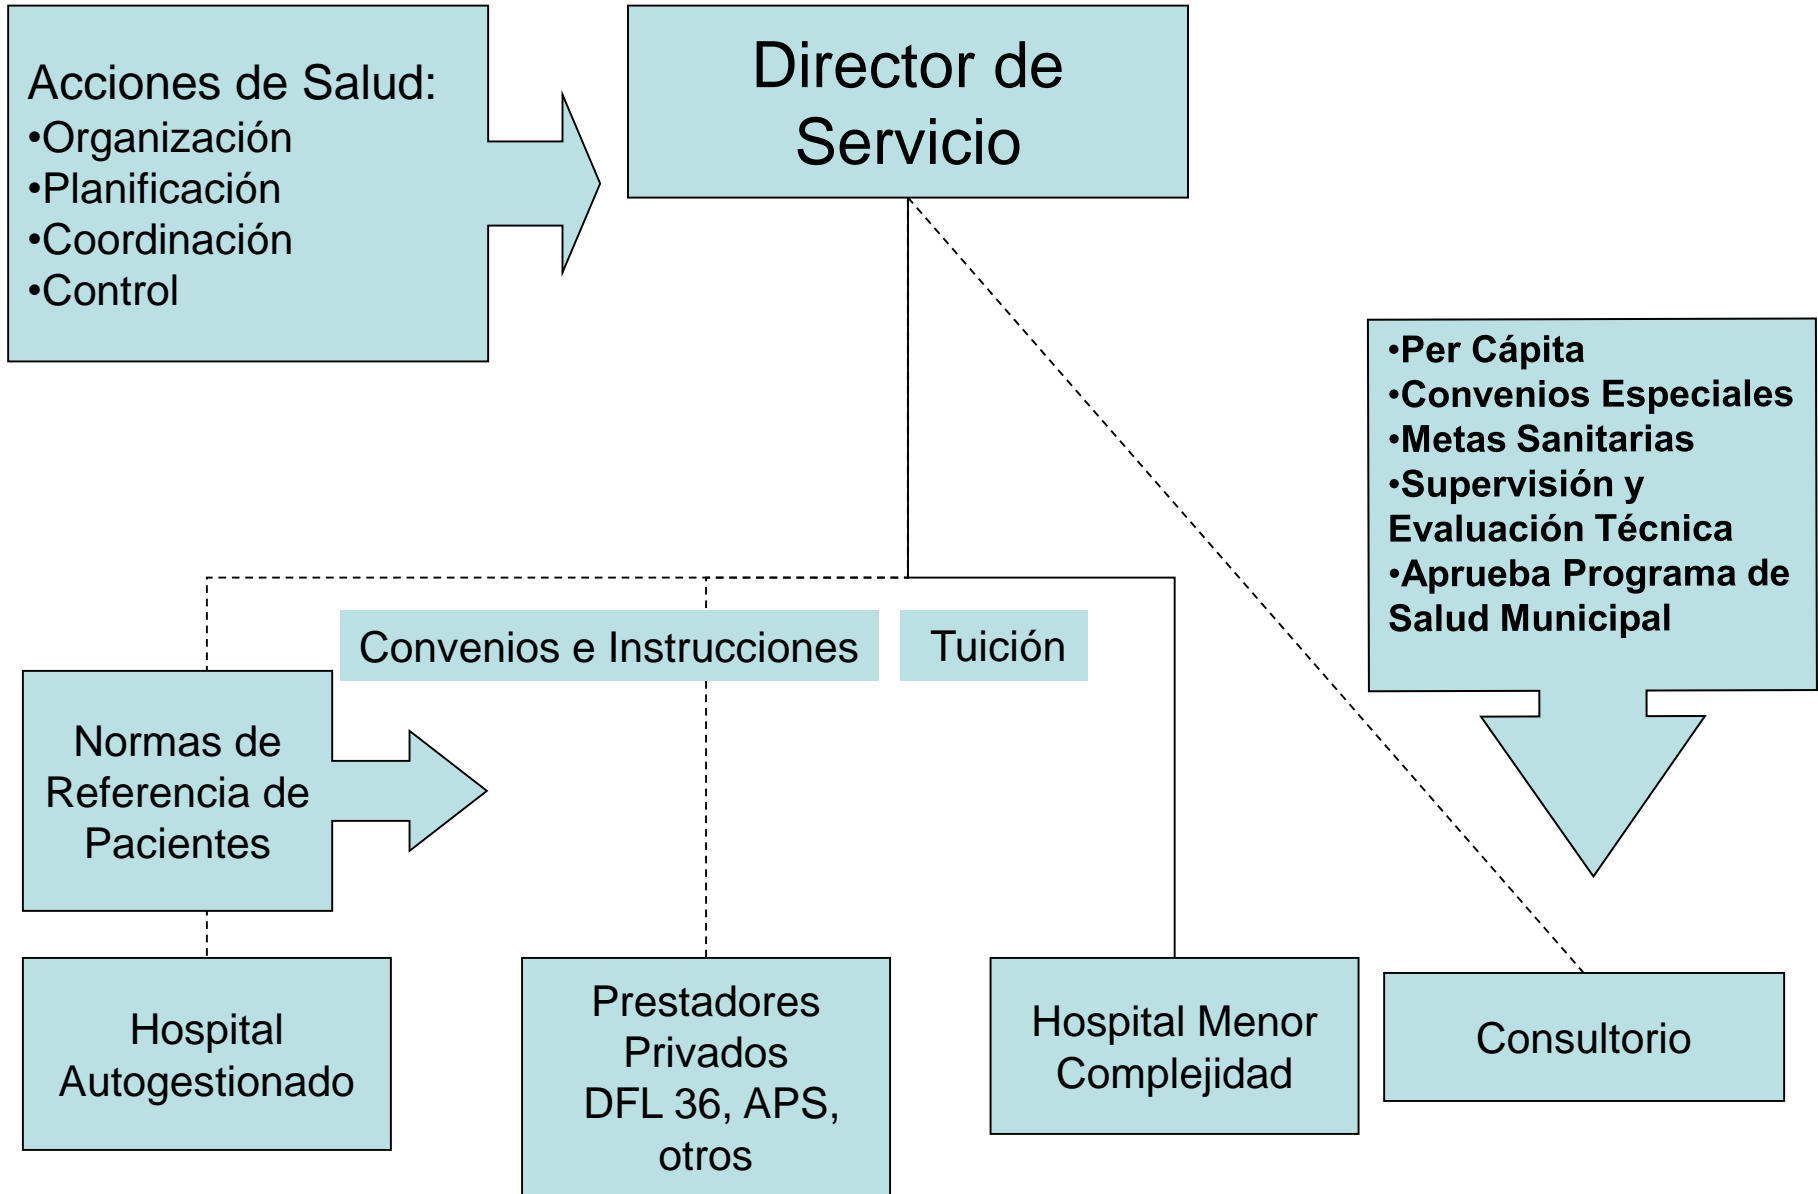 Acciones de Salud:
•Organización
•Planificación
•Coordinación
•Control
Director de
Servicio
•Per Cápita
•Convenios Especiales
•Metas Sanitarias
•Supervisión y
Evaluación Técnica
•Aprueba Programa de
Salud Municipal
Convenios e Instrucciones
Tuición
Normas de
Referencia de
Pacientes
Hospital
Autogestionado
Prestadores
Privados
DFL 36, APS,
otros
Hospital Menor
Complejidad
Consultorio